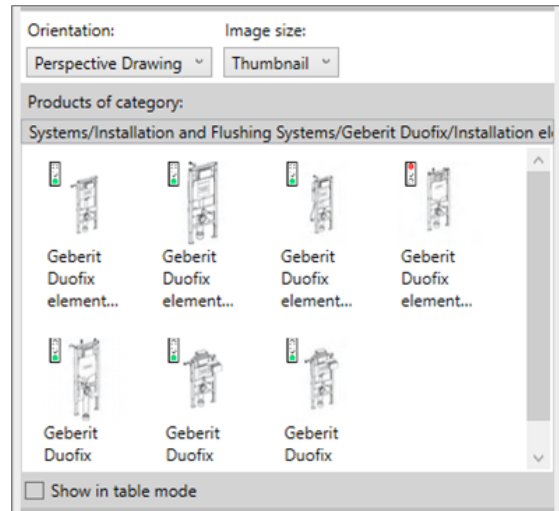 Orientation: Image size:
Perspective Drawing Thumbnail
Products of category:
Systems/Installation and Flushing Systems/Geberit Duofix/Installation el
Geberit Geberit Geberit Geberit
Duofix Duofix Duofix Duofix
element... element... element... element...
Geberit Geberit Geberit
Duofix Duofix Duofix
Show in table mode